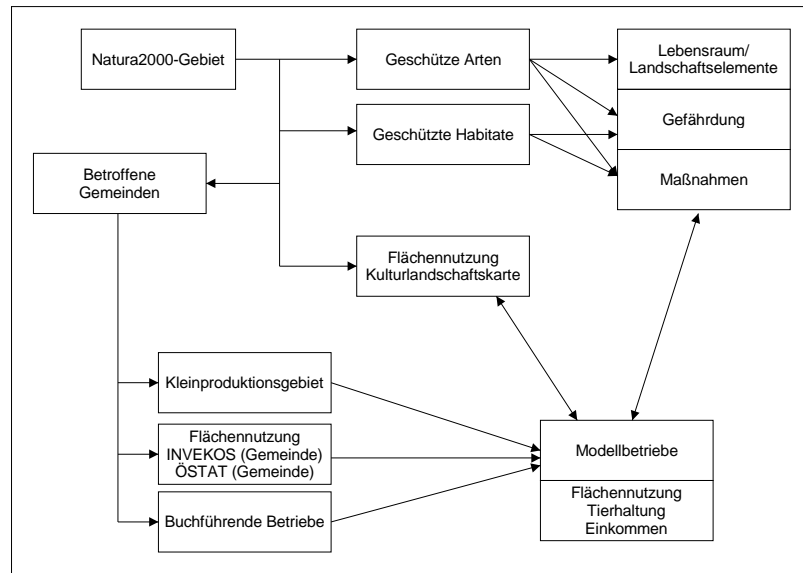 Natura2000-Gebiet
Geschütze Arten
Lebensraum/
Landschaftselemente
Gefährdung
Geschützte Habitate
Maßnahmen
Betroffene
Gemeinden
Flächennutzung
Kulturlandschaftskarte
Kleinproduktionsgebiet
Flächennutzung
INVEKOS (Gemeinde)
ÖSTAT (Gemeinde)
Buchführende Betriebe
Modellbetriebe
Flächennutzung
Tierhaltung
Einkommen